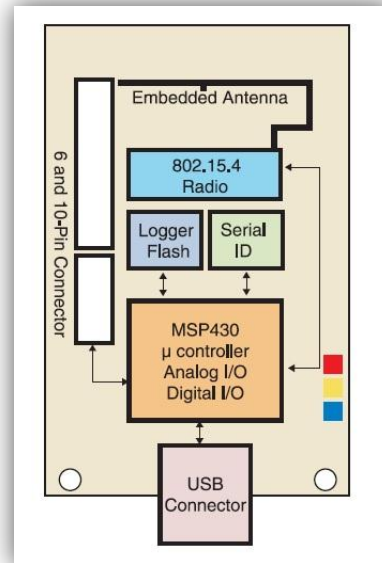 Embedded Antenna
6 and 10-Pin Connector
802.15.4
Radio
Logger
Flash
Serial
ID
MSP430
µ controller
Analog I/O
Digital I/O
USB
Connector